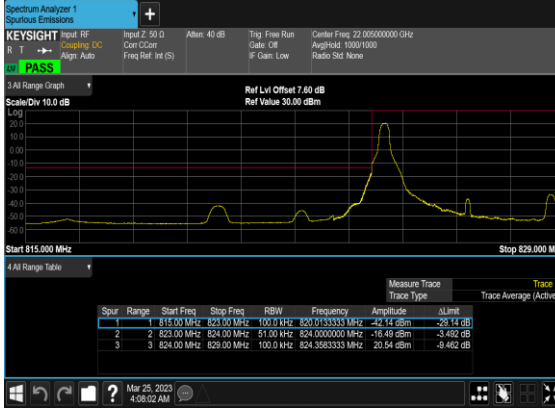 Spectrum Analyzer 1
Spurious Emissions
+
KEYSIGHT Input: RF Input Z: 50 Ω Atten: 40 dB Trig: Free Run Center Freq: 22.005000000 GHz
R T Coupling: DC Corr CCorr Gate: Off Avg|Hold: 1000/1000
Align: Auto Freq Ref: Int (S) IF Gain: Low Radio Std: None
PASS
3 All Range Graph
Ref Lvl Offset 7.60 dB
Scale/Div 10.0 dB Ref Value 30.00 dBm
Log
20.0
10.0
0.00
-10.0
-20.0
-30.0
-40.0
-50.0
-60.0
Start 815.000 MHz Stop 829.000 M
4 All Range Table
Measure Trace Trace
Trace Type Trace Average (Active
Spur Range Start Freq Stop Freq RBW Frequency Amplitude ΔLimit
1 1 815.00 MHz 823.00 MHz 100.0 kHz 820.0133333 MHz -42.14 dBm -29.14 dB
2 2 823.00 MHz 824.00 MHz 51.00 kHz 824.0000000 MHz -16.49 dBm -3.492 dB
3 3 824.00 MHz 829.00 MHz 100.0 kHz 824.3583333 MHz 20.54 dBm -9.462 dB
? Mar 25, 2023
4:08:02 AM